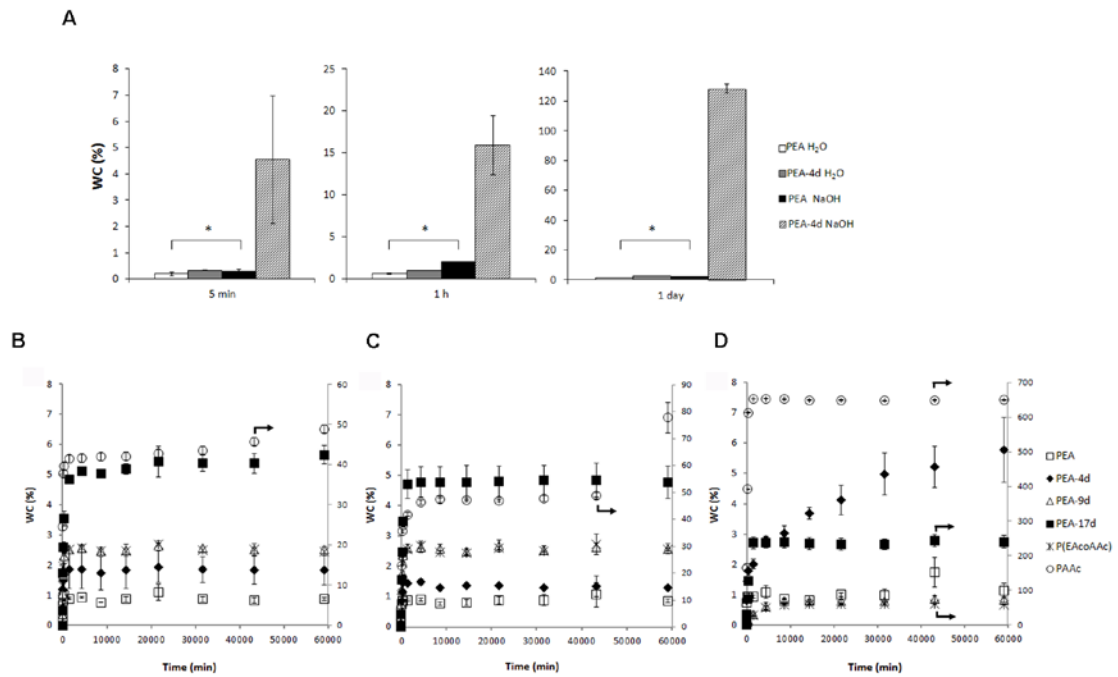 A
WC (%)
8
7
6
5
4
3
2
1
0
5 min
*
25
20
15
10
5
0
1 h
*
140
120
100
80
60
40
20
0
1 day
*
PEA H₂O
PEA-4d H₂O
PEA NaOH
PEA-4d NaOH
B
WC (%)
8
7
6
5
4
3
2
1
0
60
50
40
30
20
10
0
0 10000 20000 30000 40000 50000 60000
Time (min)
C
WC (%)
8
7
6
5
4
3
2
1
0
90
80
70
60
50
40
30
20
10
0
0 10000 20000 30000 40000 50000 60000
Time (min)
D
WC (%)
8
7
6
5
4
3
2
1
0
700
600
500
400
300
200
100
0
0 10000 20000 30000 40000 50000 60000
Time (min)
PEA
PEA-4d
PEA-9d
PEA-17d
P(EAcoAAc)
PAAc